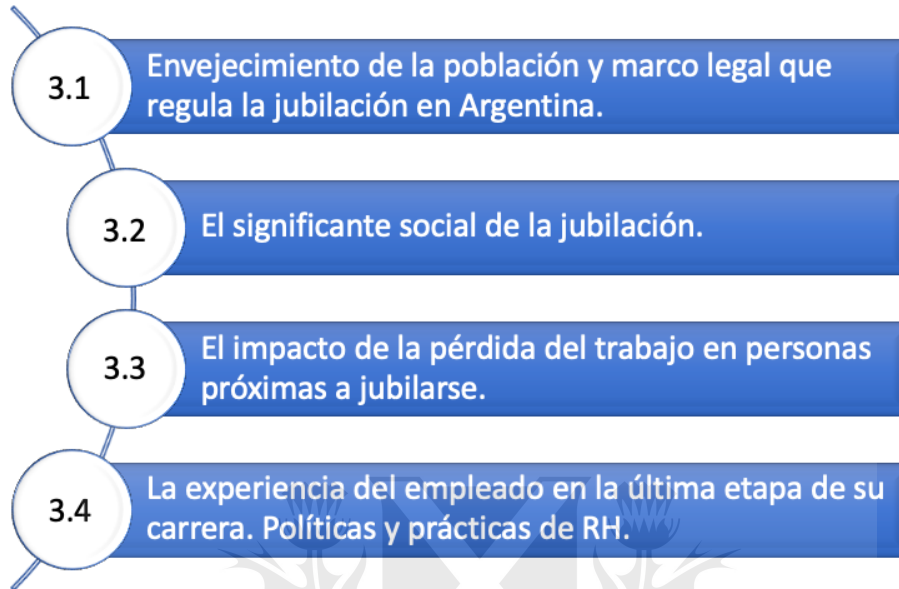 3.1
Envejecimiento de la población y marco legal que
regula la jubilación en Argentina.
3.2
El significante social de la jubilación.
3.3
El impacto de la pérdida del trabajo en personas
próximas a jubilarse.
3.4
La experiencia del empleado en la última etapa de su
carrera. Políticas y prácticas de RH.